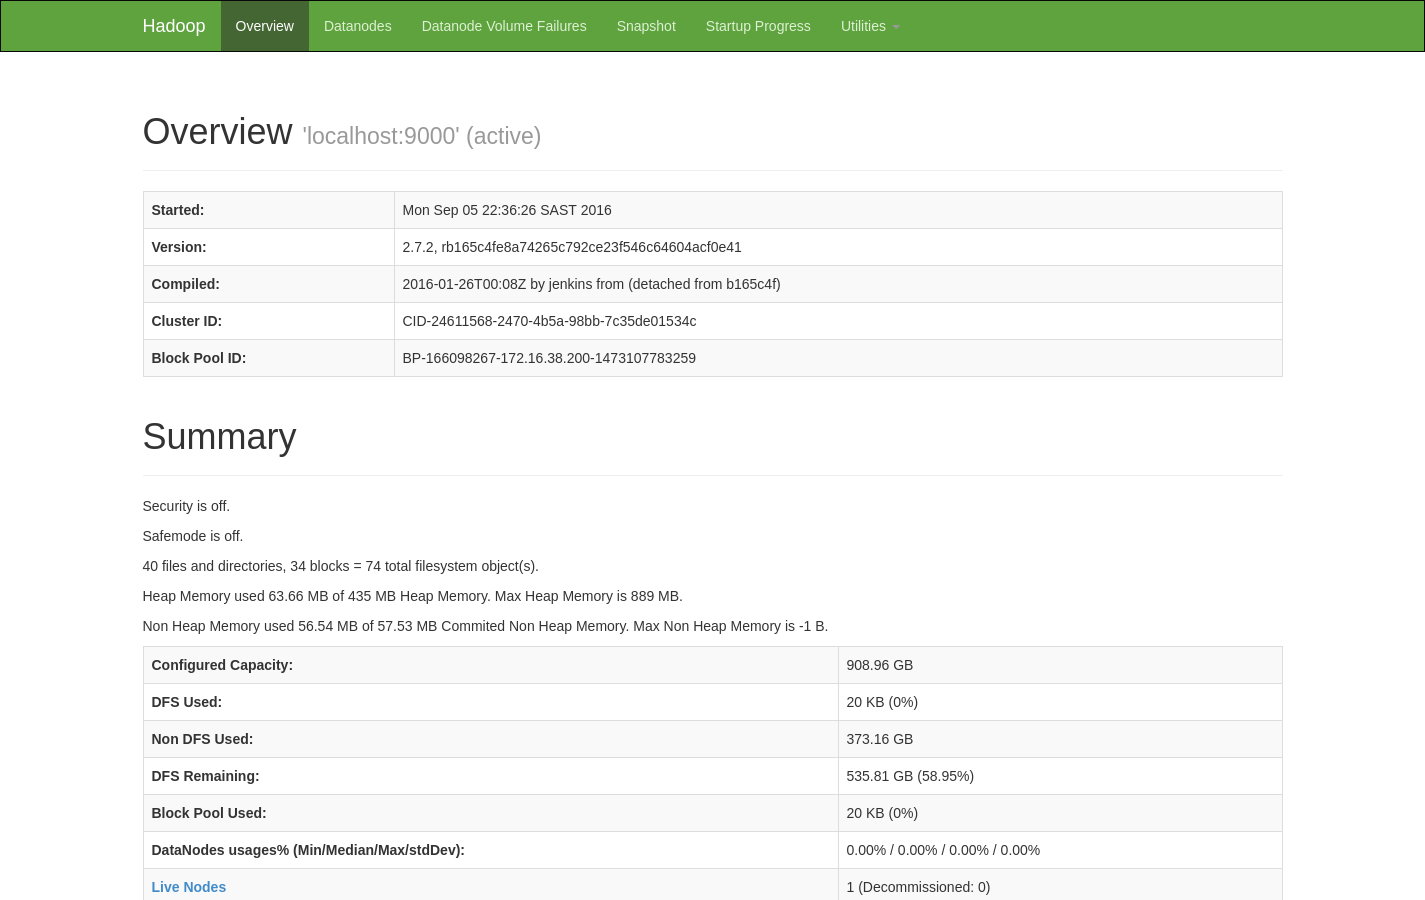 Hadoop Overview Datanodes Datanode Volume Failures Snapshot Startup Progress Utilities
Overview 'localhost:9000' (active)
Started: Mon Sep 05 22:36:26 SAST 2016
Version: 2.7.2, rb165c4fe8a74265c792ce23f546c64604acf0e41
Compiled: 2016-01-26T00:08Z by jenkins from (detached from b165c4f)
Cluster ID: CID-24611568-2470-4b5a-98bb-7c35de01534c
Block Pool ID: BP-166098267-172.16.38.200-1473107783259
Summary
Security is off.
Safemode is off.
40 files and directories, 34 blocks = 74 total filesystem object(s).
Heap Memory used 63.66 MB of 435 MB Heap Memory. Max Heap Memory is 889 MB.
Non Heap Memory used 56.54 MB of 57.53 MB Commited Non Heap Memory. Max Non Heap Memory is -1 B.
Configured Capacity: 908.96 GB
DFS Used: 20 KB (0%)
Non DFS Used: 373.16 GB
DFS Remaining: 535.81 GB (58.95%)
Block Pool Used: 20 KB (0%)
DataNodes usages% (Min/Median/Max/stdDev): 0.00% / 0.00% / 0.00% / 0.00%
Live Nodes 1 (Decommissioned: 0)